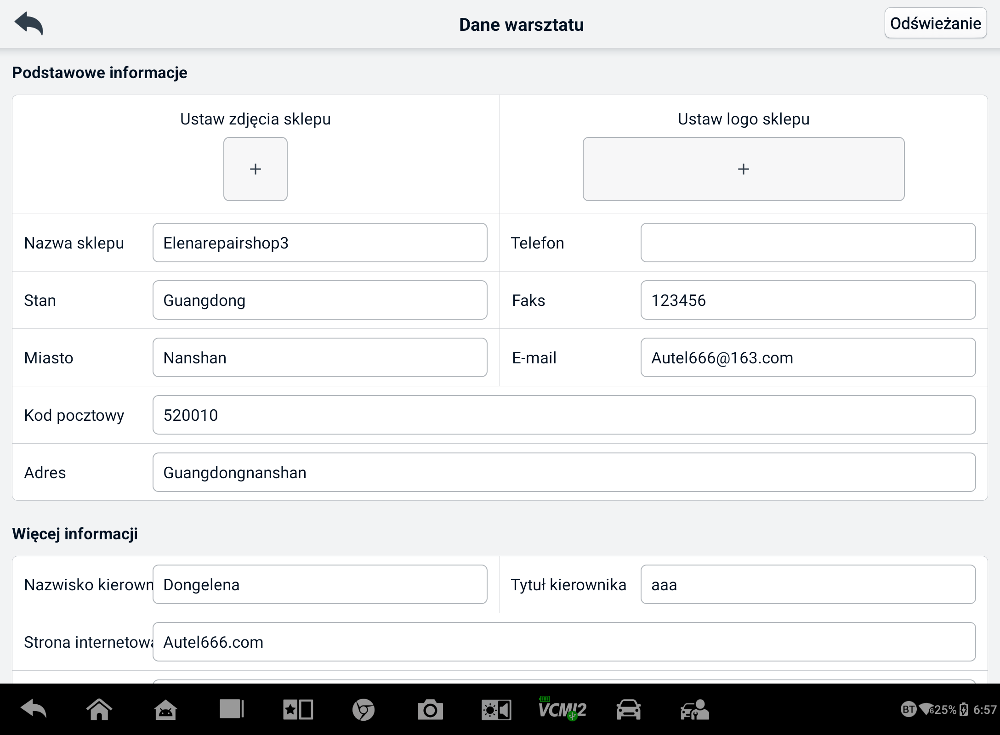 Dane warsztatu
Odświeżanie
Podstawowe informacje
Ustaw zdjęcia sklepu
Ustaw logo sklepu
+
+
Nazwa sklepu
Elenarepairshop3
Telefon
Stan
Guangdong
Faks
123456
Miasto
Nanshan
E-mail
Autel666@163.com
Kod pocztowy
520010
Adres
Guangdongnanshan
Więcej informacji
Nazwisko kierown
Dongelena
Tytuł kierownika
aaa
Strona internetowa
Autel666.com
VCMI2
BT
6
25%
6:57